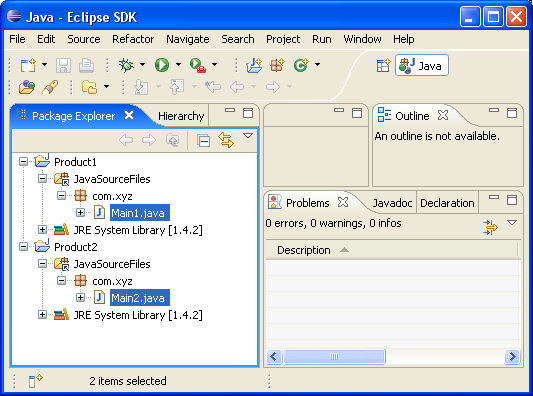 Java - Eclipse SDK
File Edit Source Refactor Navigate Search Project Run Window Help
Java
Package Explorer Hierarchy
Product1
JavaSourceFiles
com.xyz
Main1.java
JRE System Library [1.4.2]
Product2
JavaSourceFiles
com.xyz
Main2.java
JRE System Library [1.4.2]
Outline
An outline is not available.
Problems Javadoc Declaration
0 errors, 0 warnings, 0 infos
Description
2 items selected